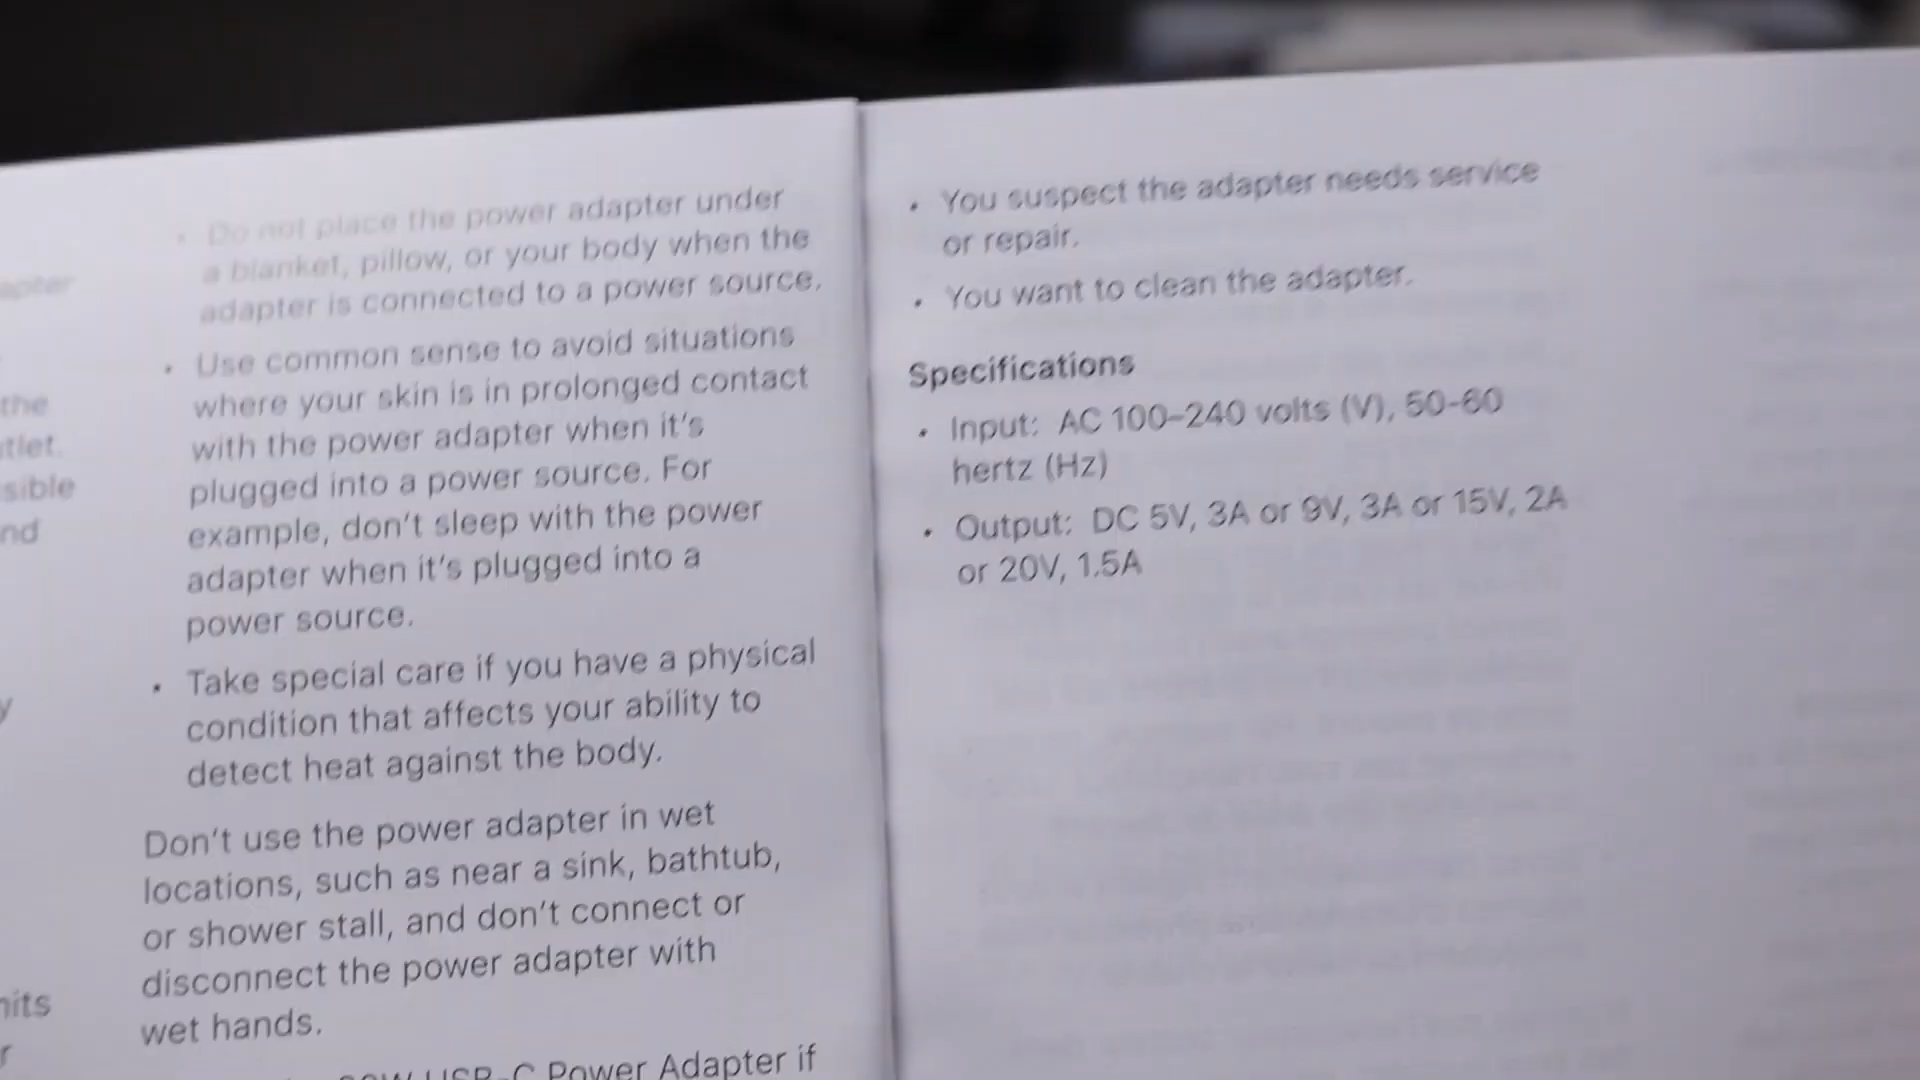 apter
the
tlet.
sible
nd
y
nits
r
• Do not place the power adapter under
a blanket, pillow, or your body when the
adapter is connected to a power source.
• Use common sense to avoid situations
where your skin is in prolonged contact
with the power adapter when it's
plugged into a power source. For
example, don't sleep with the power
adapter when it's plugged into a
power source.
• Take special care if you have a physical
condition that affects your ability to
detect heat against the body.
Don't use the power adapter in wet
locations, such as near a sink, bathtub,
or shower stall, and don't connect or
disconnect the power adapter with
wet hands.
USB-C Power Adapter if
• You suspect the adapter needs service
or repair.
• You want to clean the adapter.
Specifications
• Input: AC 100–240 volts (V), 50-60
hertz (Hz)
• Output: DC 5V, 3A or 9V, 3A or 15V, 2A
or 20V, 1.5A